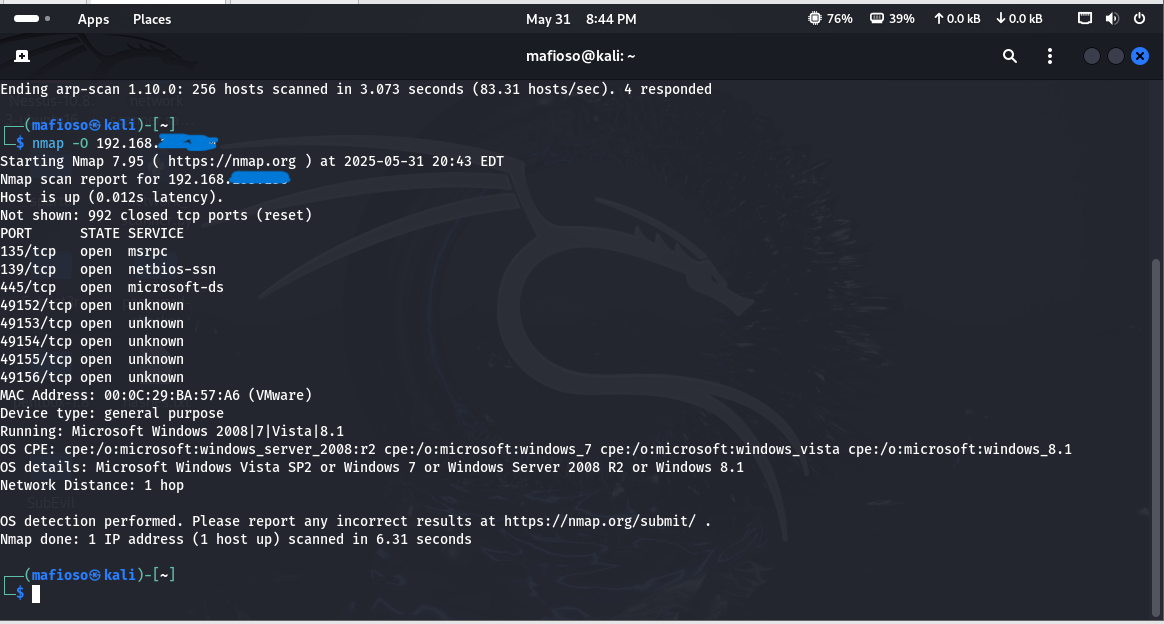 Apps Places May 31 8:44 PM 76% 39% 0.0 kB 0.0 kB
mafioso@kali: ~
Ending arp-scan 1.10.0: 256 hosts scanned in 3.073 seconds (83.31 hosts/sec). 4 responded
┌──(mafioso㉿kali)-[~]
└─$ nmap -O 192.168.
Starting Nmap 7.95 ( https://nmap.org ) at 2025-05-31 20:43 EDT
Nmap scan report for 192.168.
Host is up (0.012s latency).
Not shown: 992 closed tcp ports (reset)
PORT      STATE SERVICE
135/tcp   open  msrpc
139/tcp   open  netbios-ssn
445/tcp   open  microsoft-ds
49152/tcp open  unknown
49153/tcp open  unknown
49154/tcp open  unknown
49155/tcp open  unknown
49156/tcp open  unknown
MAC Address: 00:0C:29:BA:57:A6 (VMware)
Device type: general purpose
Running: Microsoft Windows 2008|7|Vista|8.1
OS CPE: cpe:/o:microsoft:windows_server_2008:r2 cpe:/o:microsoft:windows_7 cpe:/o:microsoft:windows_vista cpe:/o:microsoft:windows_8.1
OS details: Microsoft Windows Vista SP2 or Windows 7 or Windows Server 2008 R2 or Windows 8.1
Network Distance: 1 hop
OS detection performed. Please report any incorrect results at https://nmap.org/submit/ .
Nmap done: 1 IP address (1 host up) scanned in 6.31 seconds
┌──(mafioso㉿kali)-[~]
└─$